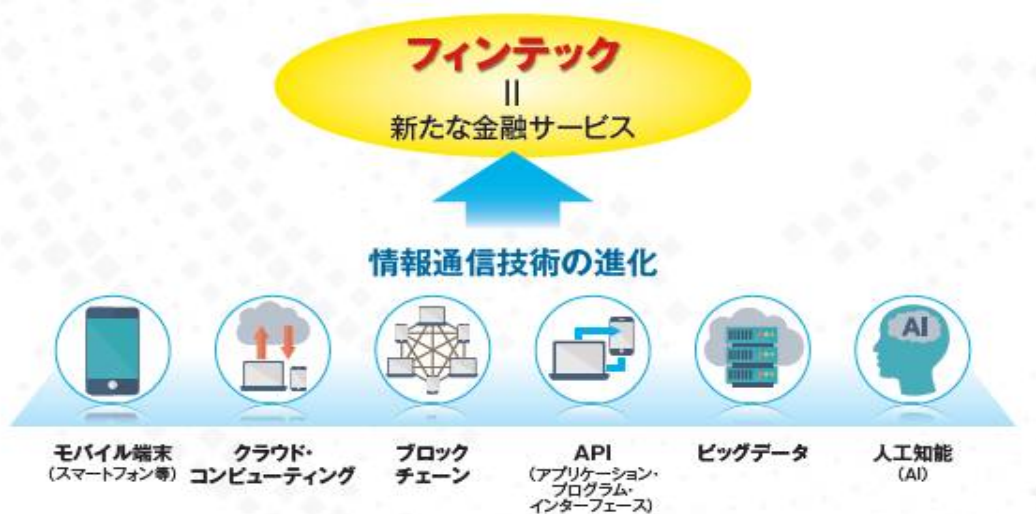 フィンテック
=
新たな金融サービス
情報通信技術の進化
AI
モバイル端末
(スマートフォン等)
クラウド・
コンピューティング
ブロック
チェーン
API
(アプリケーション・
プログラム・
インターフェース)
ビッグデータ
人工知能
(AI)